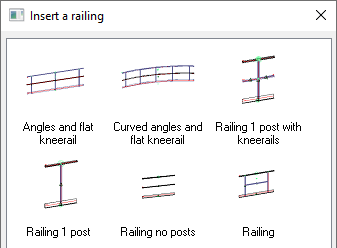 Insert a railing
Angles and flat
kneerail
Curved angles and
flat kneerail
Railing 1 post with
kneerails
Railing 1 post
Railing no posts
Railing